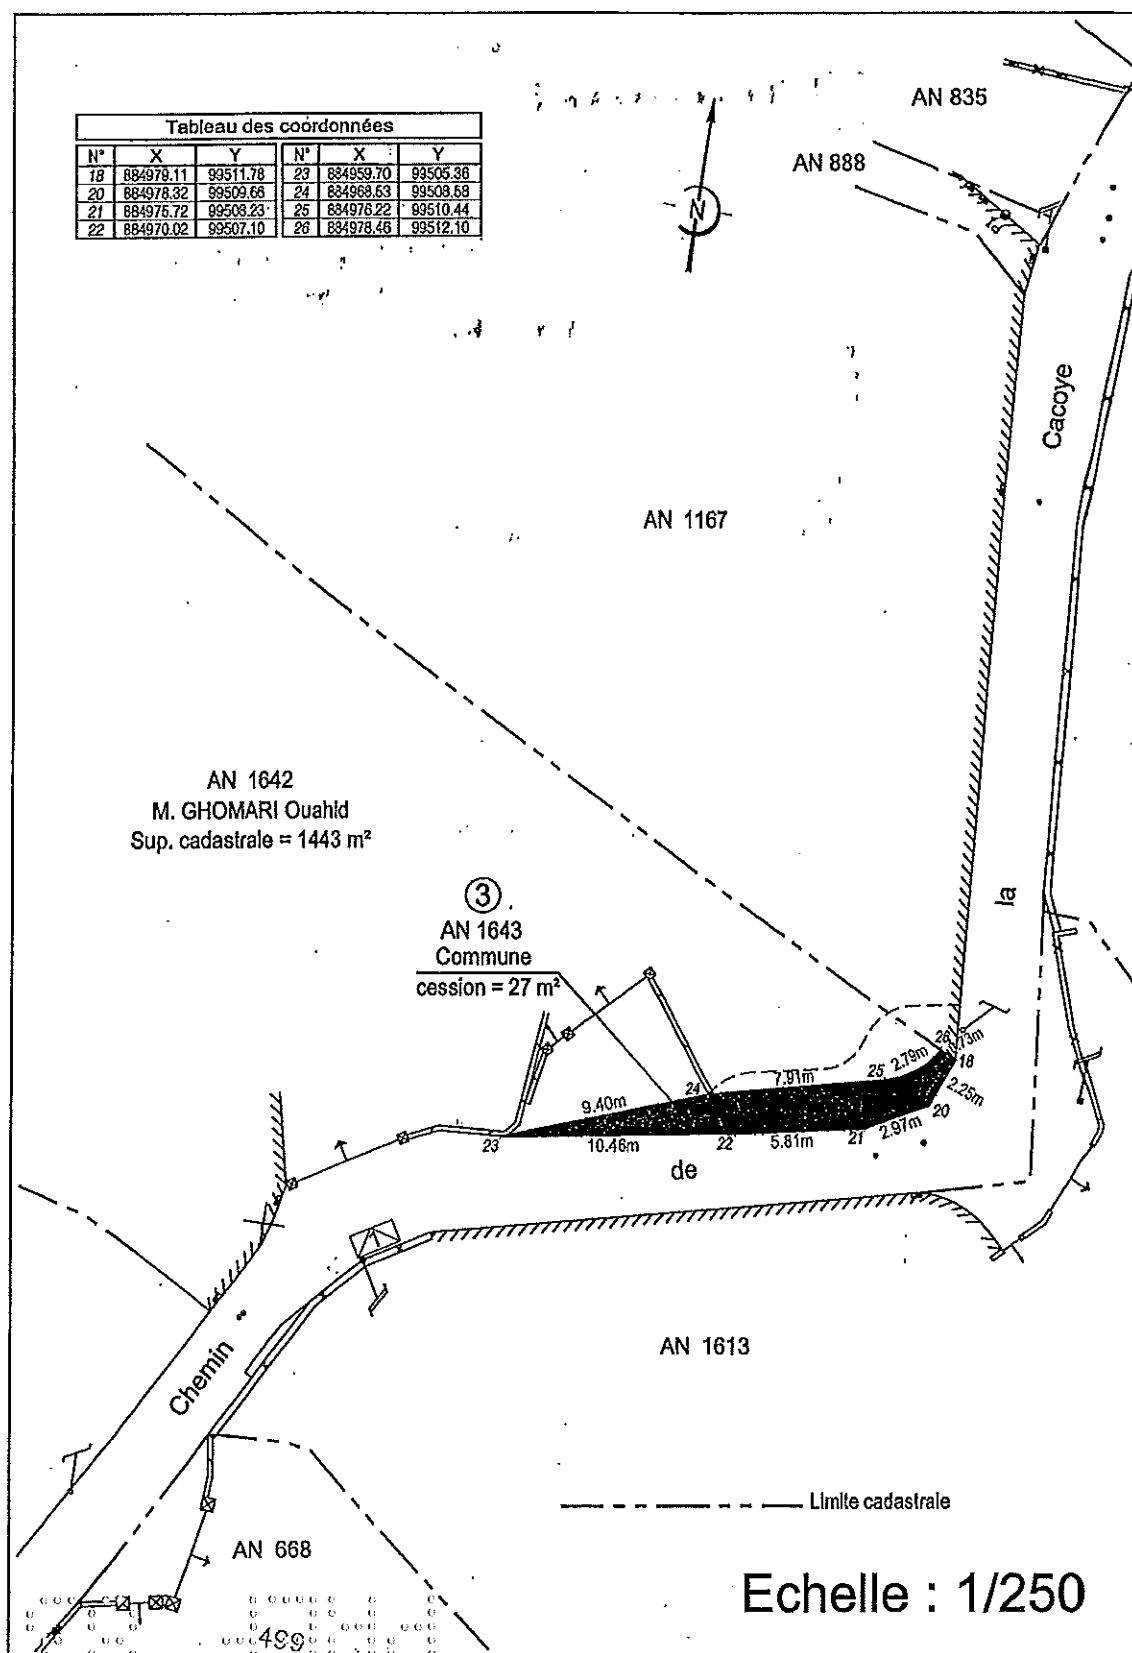 Tableau des coordonnées
N° X Y N° X Y
18 884979.11 99511.78 23 884959.70 99505.36
20 884978.32 99509.66 24 884968.53 99508.58
21 884975.72 99508.23 25 884976.22 99510.44
22 884970.02 99507.10 26 884978.46 99512.10
N
AN 835
AN 888
Cacoye
AN 1167
AN 1642
M. GHOMARI Ouahid
Sup. cadastrale = 1443 m²
la
3
AN 1643
Commune
cession = 27 m²
26
0.73m
18
2.79m
25
7.91m
24
9.40m
2.25m
20
2.97m
21
5.81m
22
10.46m
23
de
Chemin
AN 1613
Limite cadastrale
AN 668
Echelle : 1/250
499